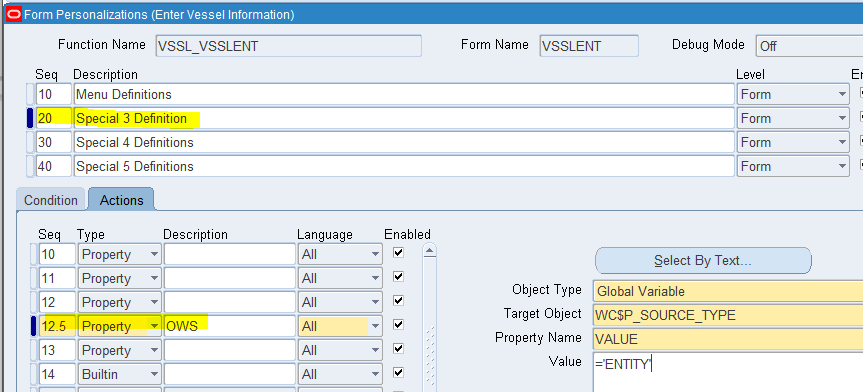 Form Personalizations (Enter Vessel Information)
Function Name VSSL_VSSLENT Form Name VSSLENT Debug Mode Off
Seq Description Level
10 Menu Definitions Form
20 Special 3 Definition Form
30 Special 4 Definitions Form
40 Special 5 Definitions Form
Condition Actions
Seq Type Description Language Enabled
10 Property All
11 Property All
12 Property All
12.5 Property OWS All
13 Property All
14 Builtin All
Select By Text...
Object Type Global Variable
Target Object WC$P_SOURCE_TYPE
Property Name VALUE
Value ='ENTITY'